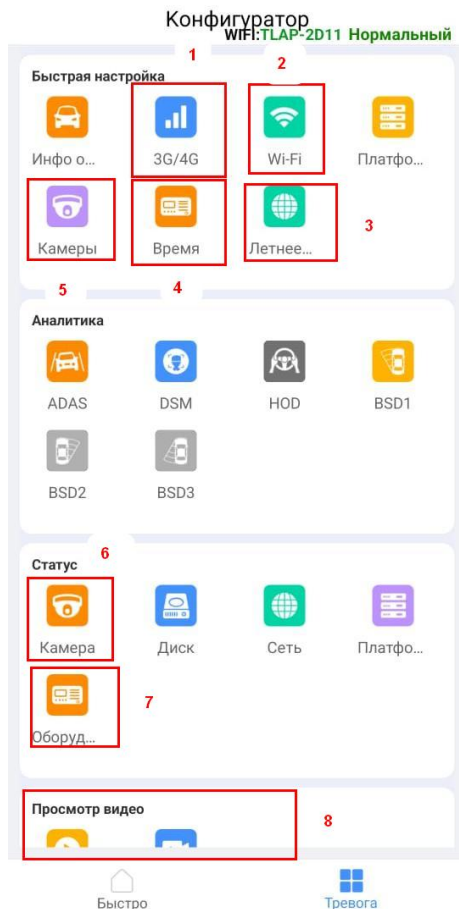 Конфигуратор
WIFI:TLAP-2D11 Нормальный
1 2
Быстрая настройка
Инфо о... 3G/4G Wi-Fi Платфо...
3
Камеры Время Летнее...
5 4
Аналитика
ADAS DSM HOD BSD1
BSD2 BSD3
6
Статус
Камера Диск Сеть Платфо...
7
Оборуд...
Просмотр видео
8
Быстро Тревога